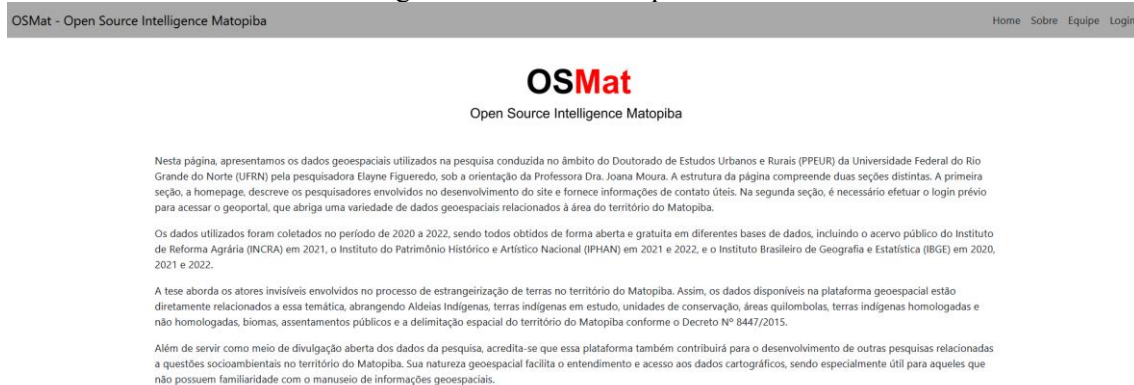 OSMat - Open Source Intelligence Matopiba
Home Sobre Equipe Login
OSMat
Open Source Intelligence Matopiba
Nesta página, apresentamos os dados geoespaciais utilizados na pesquisa conduzida no âmbito do Doutorado de Estudos Urbanos e Rurais (PPEUR) da Universidade Federal do Rio
Grande do Norte (UFRN) pela pesquisadora Elayne Figueredo, sob a orientação da Professora Dra. Joana Moura. A estrutura da página compreende duas seções distintas. A primeira
seção, a homepage, descreve os pesquisadores envolvidos no desenvolvimento do site e fornece informações de contato úteis. Na segunda seção, é necessário efetuar o login prévio
para acessar o geoportal, que abriga uma variedade de dados geoespaciais relacionados à área do território do Matopiba.
Os dados utilizados foram coletados no período de 2020 a 2022, sendo todos obtidos de forma aberta e gratuita em diferentes bases de dados, incluindo o acervo público do Instituto
de Reforma Agrária (INCRA) em 2021, o Instituto do Patrimônio Histórico e Artístico Nacional (IPHAN) em 2021 e 2022, e o Instituto Brasileiro de Geografia e Estatística (IBGE) em 2020,
2021 e 2022.
A tese aborda os atores invisíveis envolvidos no processo de estrangeirização de terras no território do Matopiba. Assim, os dados disponíveis na plataforma geoespacial estão
diretamente relacionados a essa temática, abrangendo Aldeias Indígenas, terras indígenas em estudo, unidades de conservação, áreas quilombolas, terras indígenas homologadas e
não homologadas, biomas, assentamentos públicos e a delimitação espacial do território do Matopiba conforme o Decreto Nº 8447/2015.
Além de servir como meio de divulgação aberta dos dados da pesquisa, acredita-se que essa plataforma também contribuirá para o desenvolvimento de outras pesquisas relacionadas
a questões socioambientais no território do Matopiba. Sua natureza geoespacial facilita o entendimento e acesso aos dados cartográficos, sendo especialmente útil para aqueles que
não possuem familiaridade com o manuseio de informações geoespaciais.